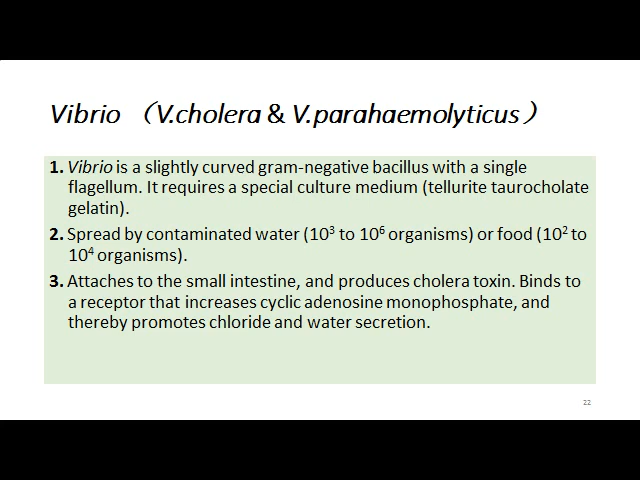 Vibrio （V.cholera & V.parahaemolyticus）
1. Vibrio is a slightly curved gram-negative bacillus with a single
flagellum. It requires a special culture medium (tellurite taurocholate
gelatin).
2. Spread by contaminated water (10³ to 10⁶ organisms) or food (10² to
10⁴ organisms).
3. Attaches to the small intestine, and produces cholera toxin. Binds to
a receptor that increases cyclic adenosine monophosphate, and
thereby promotes chloride and water secretion.
22